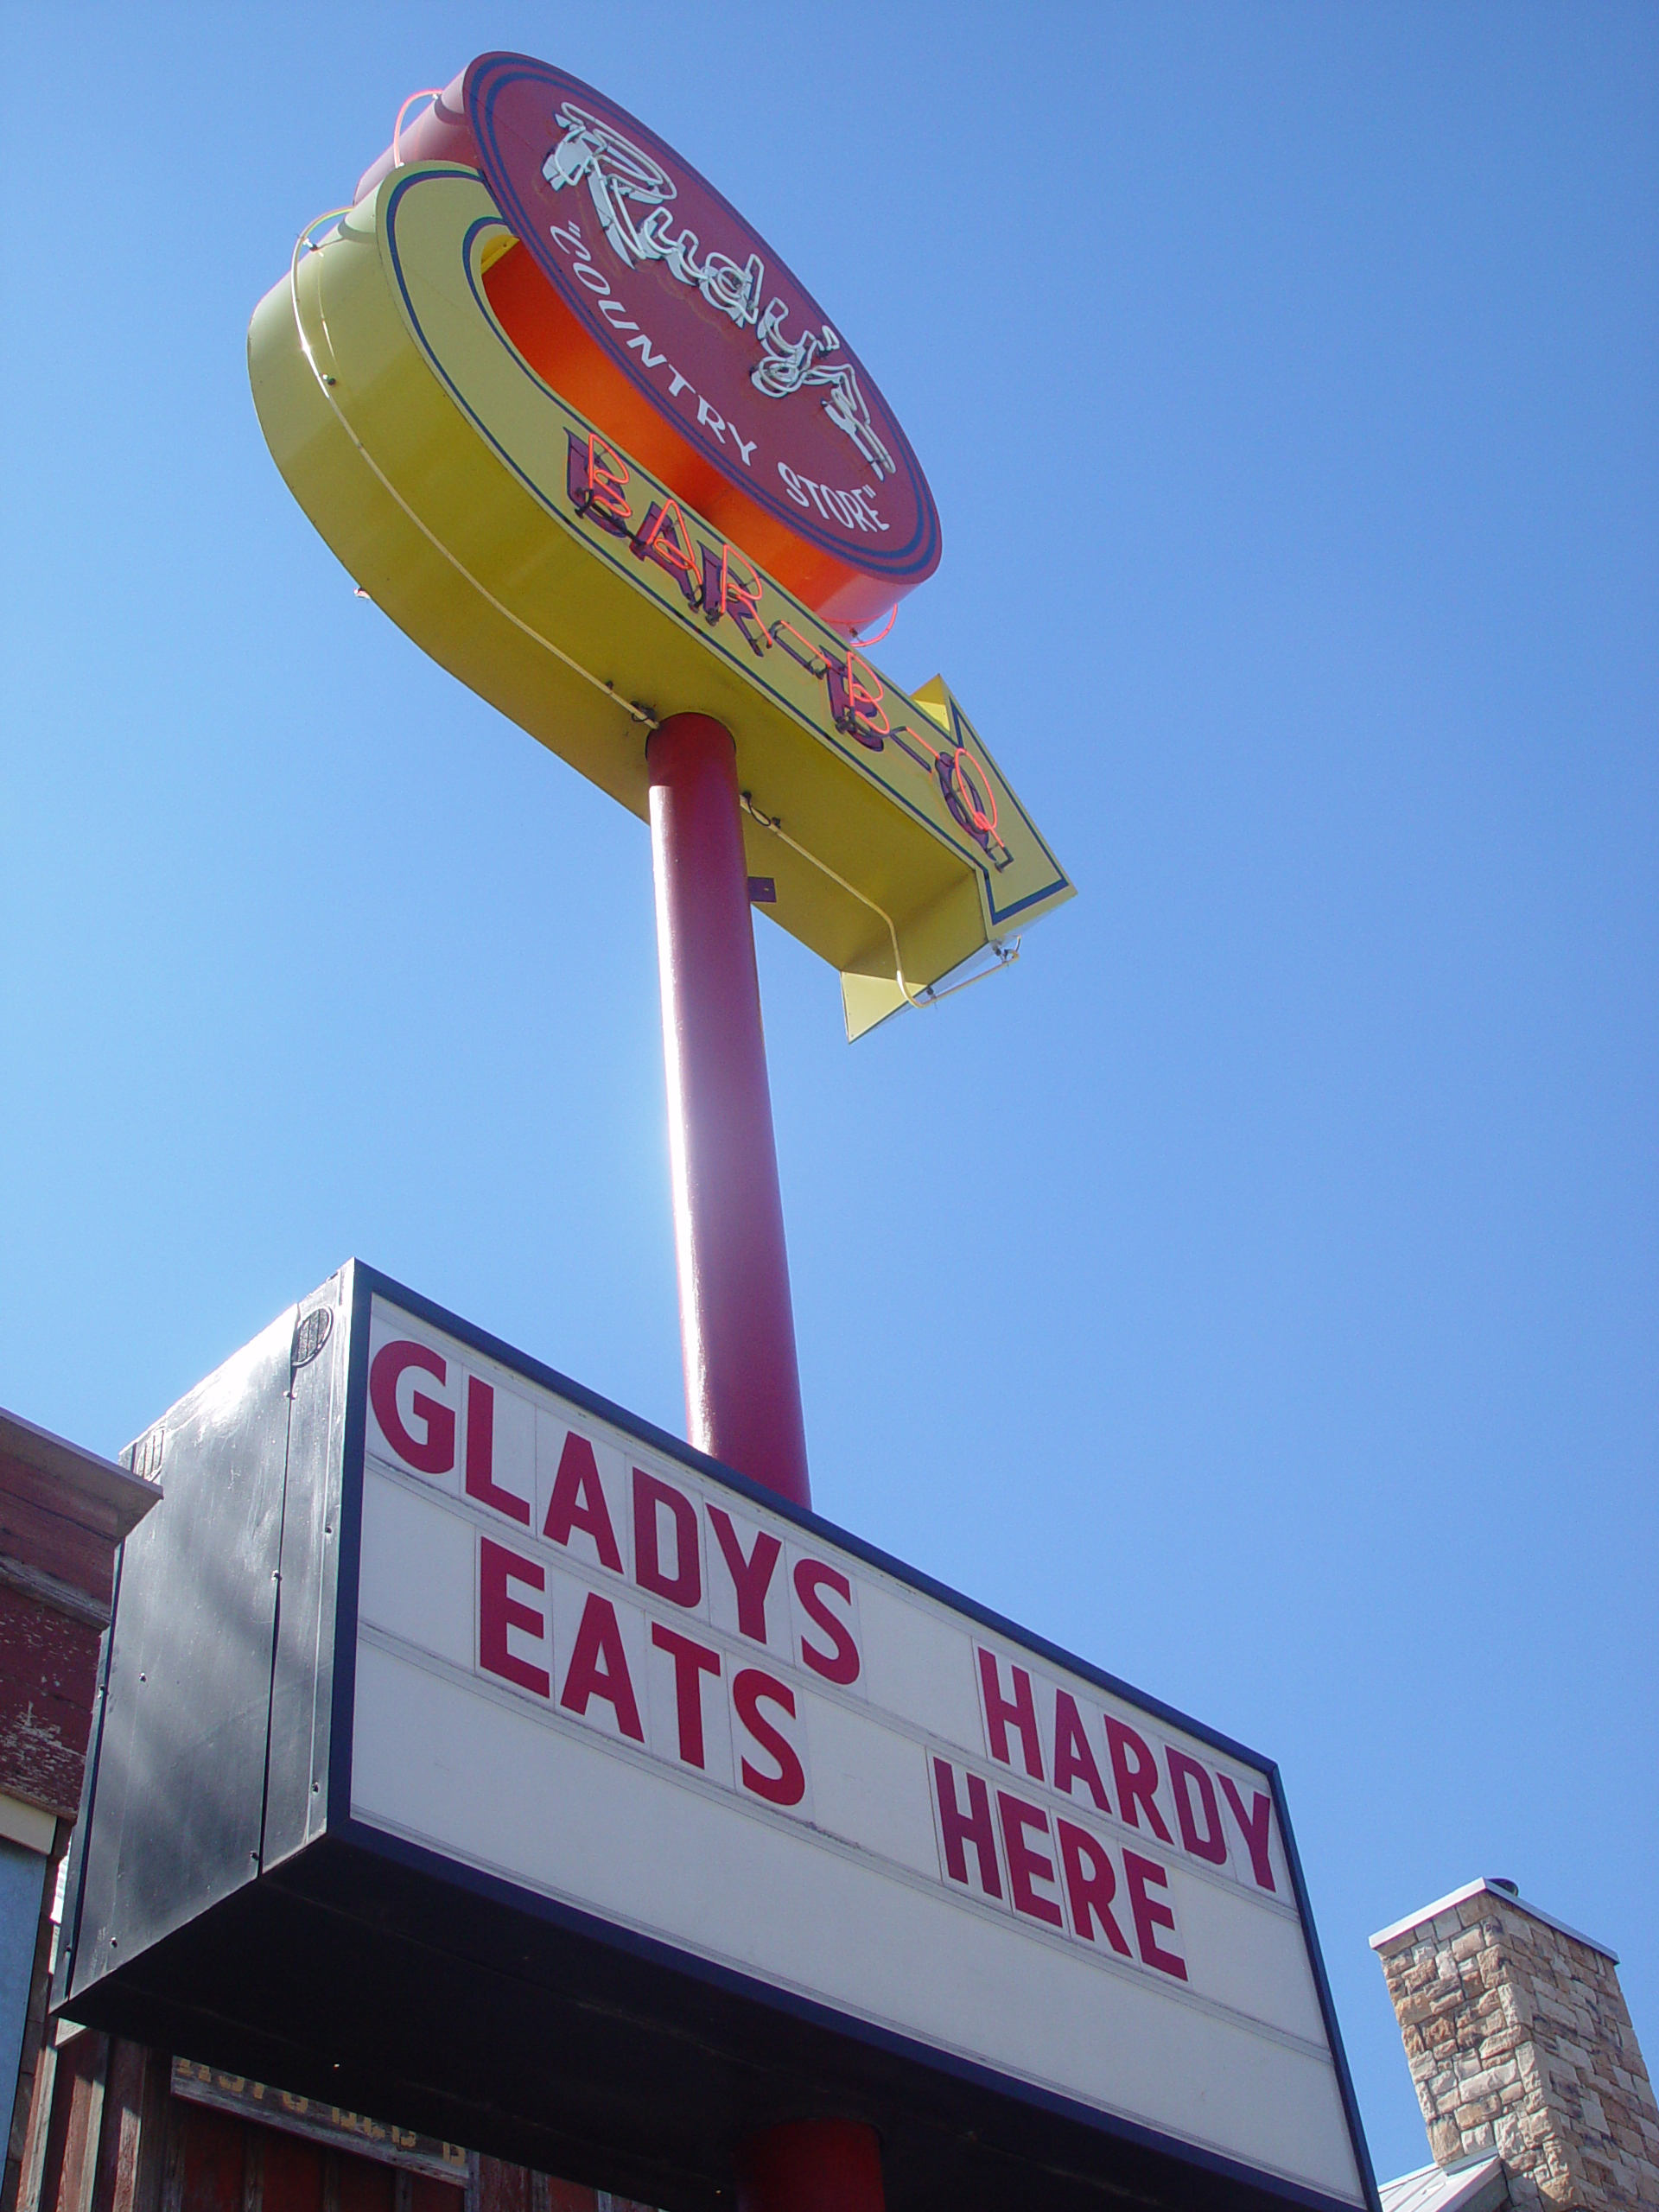 Rudy's
"COUNTRY STORE"
BAR-B-Q
GLADYS HARDY
EATS HERE